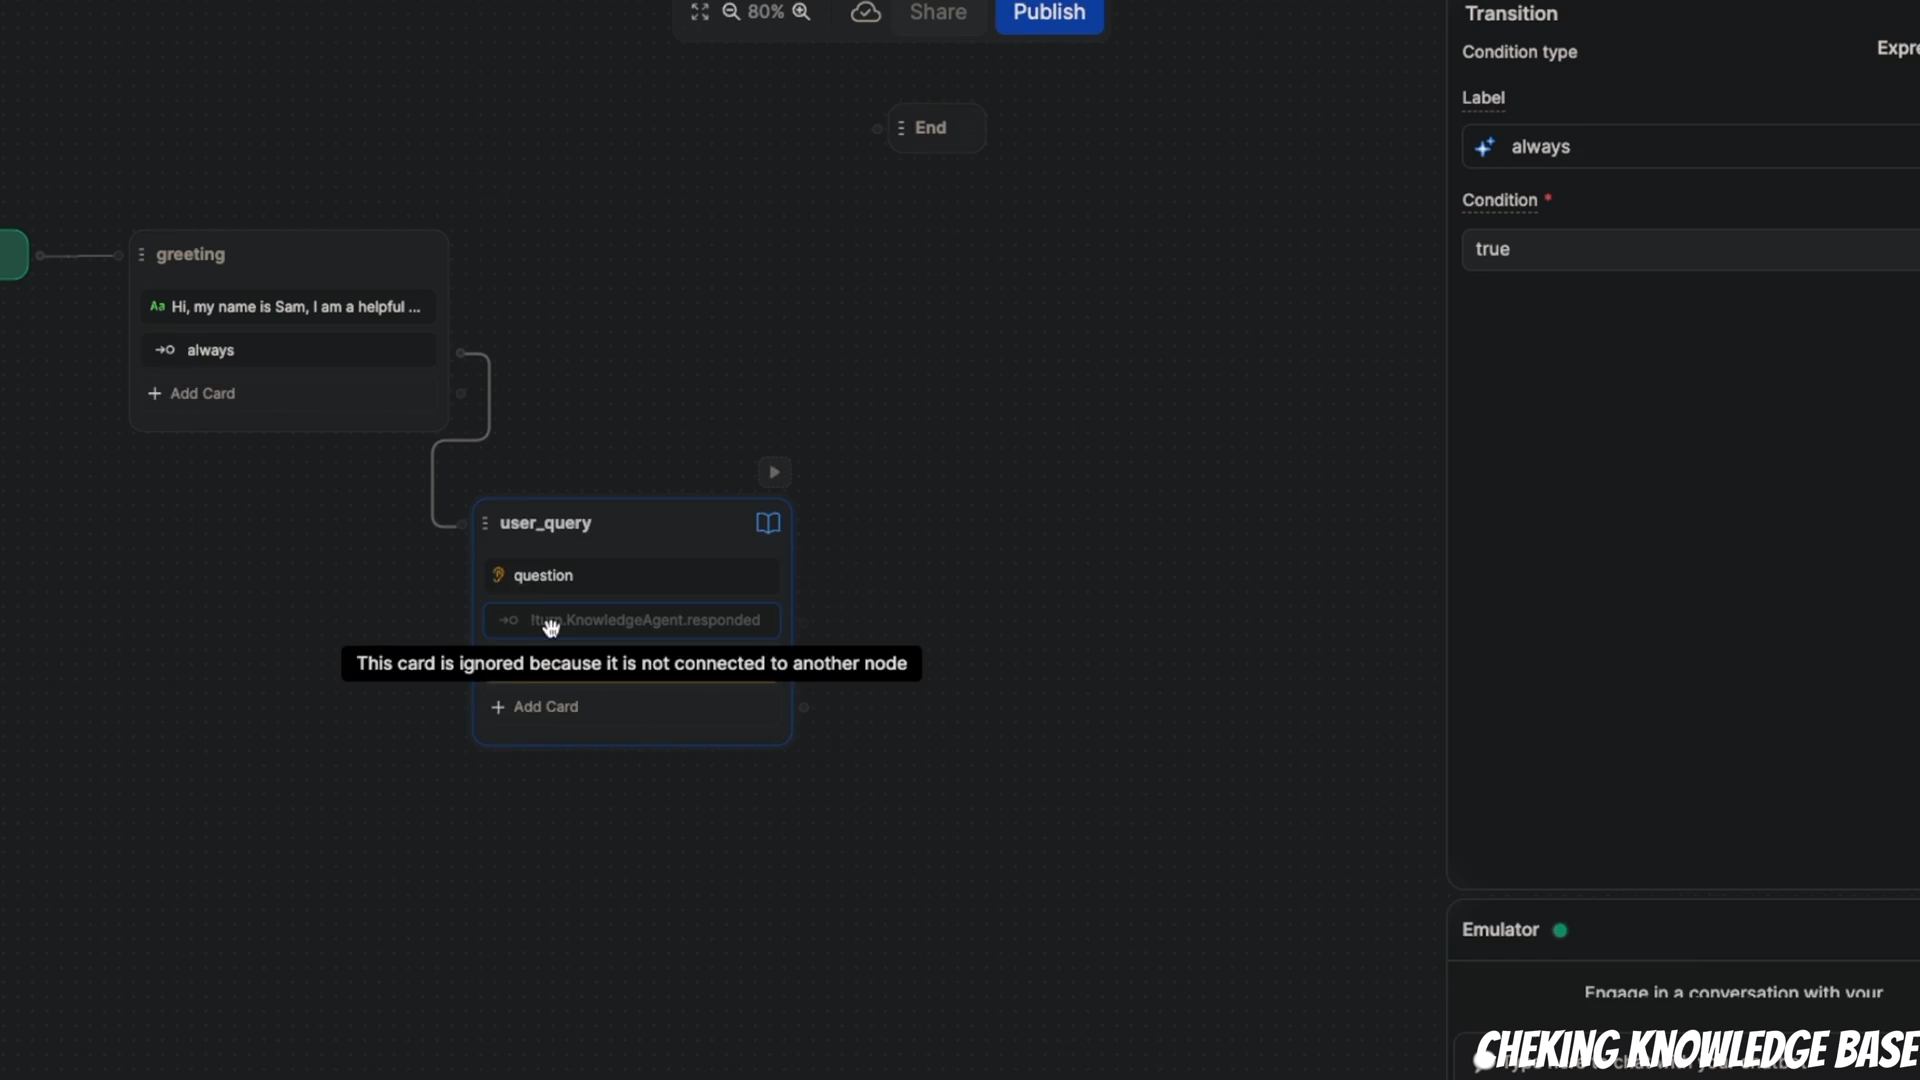 80%
Share
Publish
Transition
Condition type
Expre
Label
always
Condition *
true
End
greeting
Aa Hi, my name is Sam, I am a helpful ...
always
+ Add Card
user_query
question
KnowledgeAgent.responded
This card is ignored because it is not connected to another node
+ Add Card
Emulator
Engage in a conversation with your
CHEKING KNOWLEDGE BASE